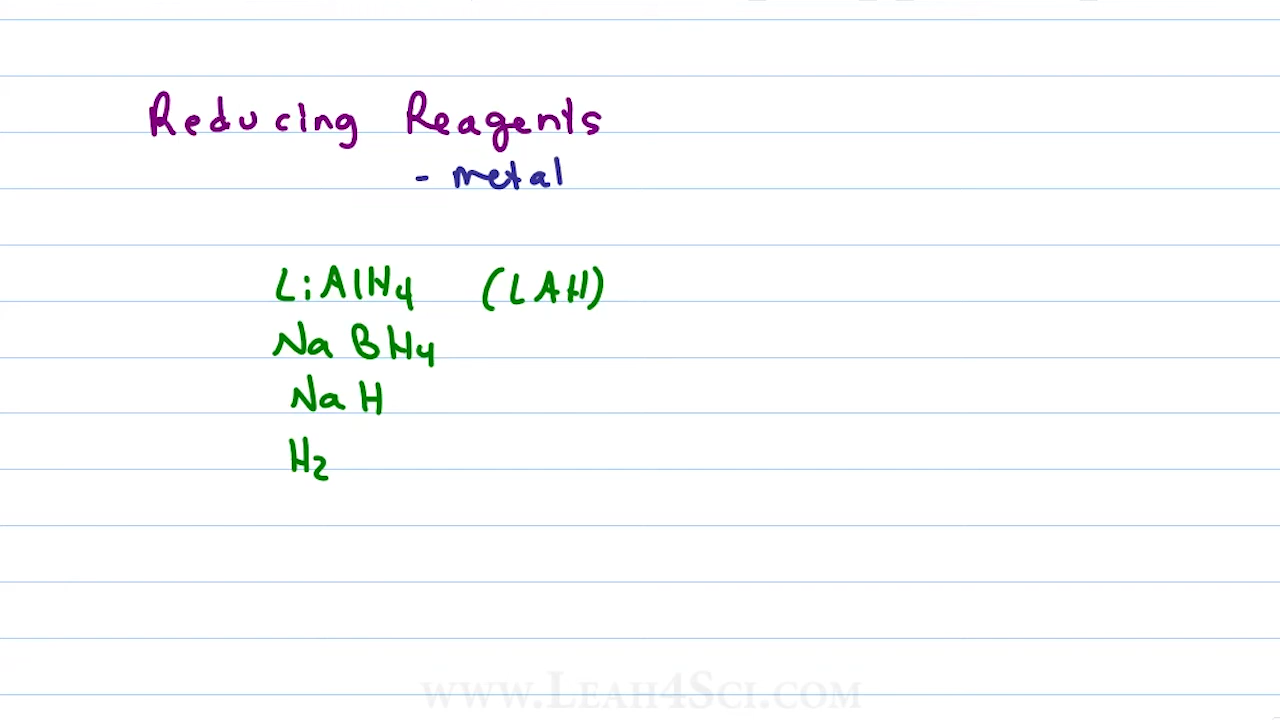 Reducing Reagents
- metal
LiAlH4 (LAH)
NaBH4
NaH
H2
www.Leah4Sci.com